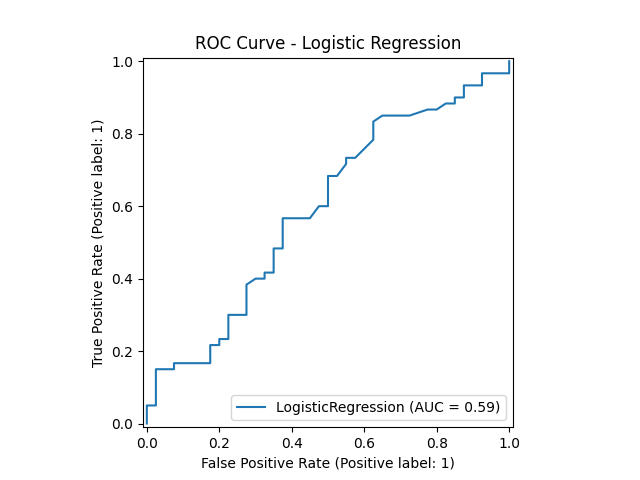 ROC Curve - Logistic Regression
True Positive Rate (Positive label: 1)
1.0
0.8
0.6
0.4
0.2
0.0
LogisticRegression (AUC = 0.59)
0.0 0.2 0.4 0.6 0.8 1.0
False Positive Rate (Positive label: 1)